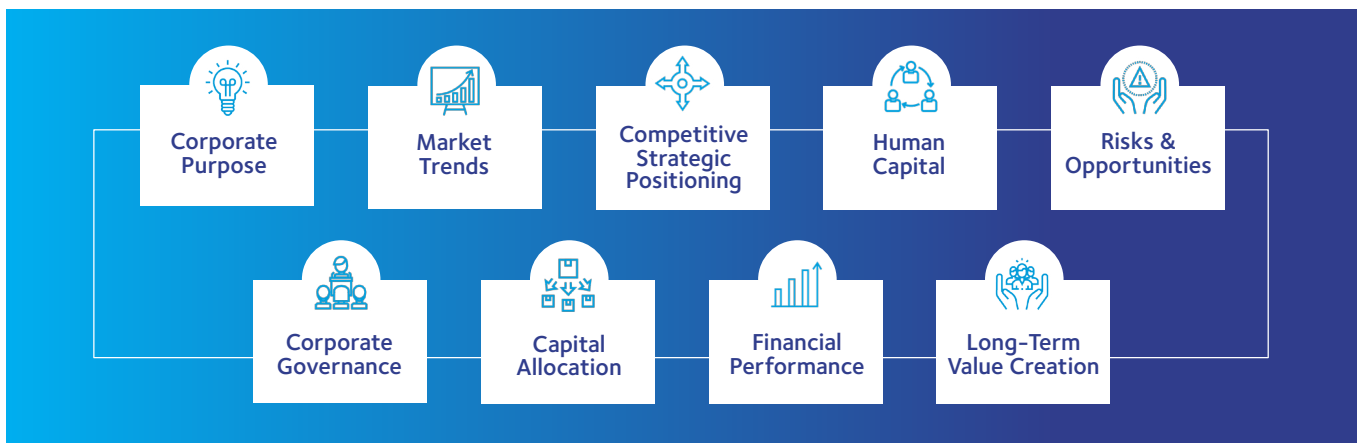 Corporate
Purpose
Market
Trends
Competitive
Strategic
Positioning
Human
Capital
Risks &
Opportunities
Corporate
Governance
Capital
Allocation
Financial
Performance
Long-Term
Value Creation